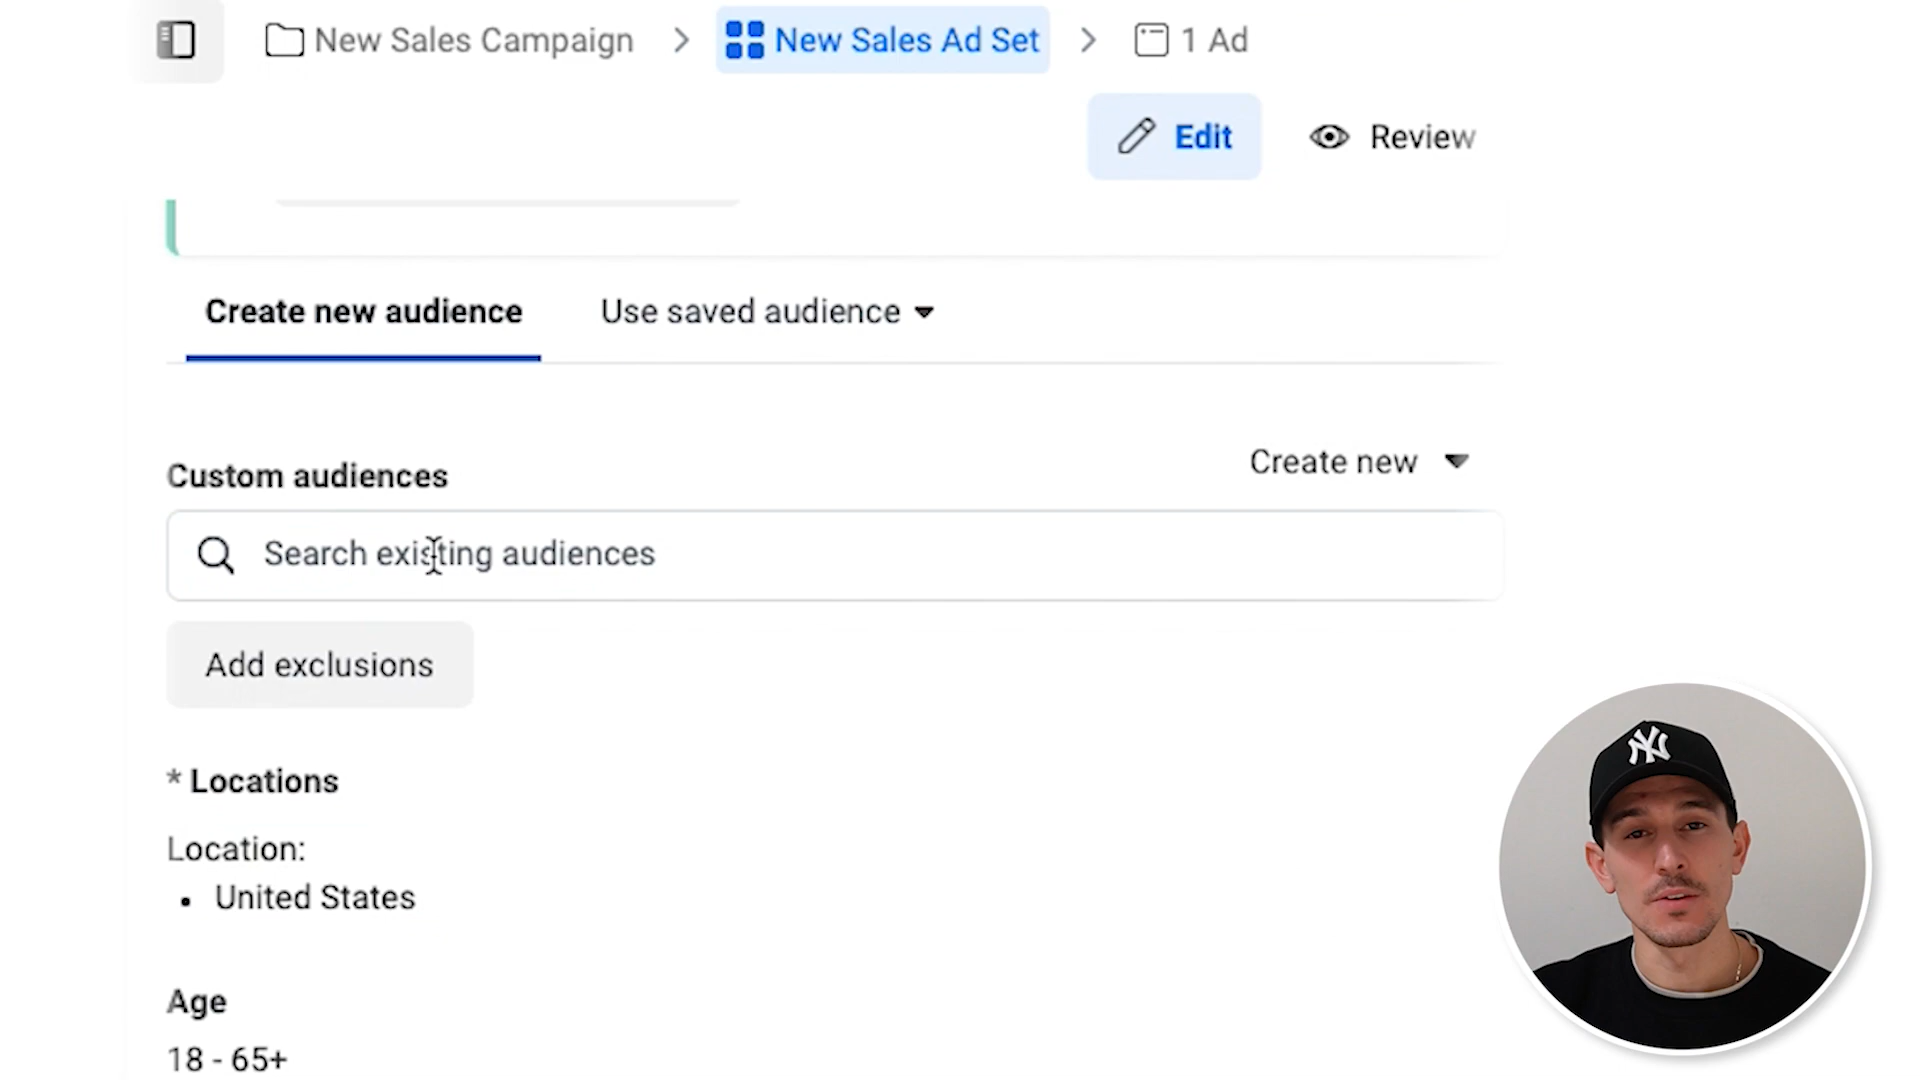 New Sales Campaign > New Sales Ad Set > 1 Ad
Edit Review
Create new audience Use saved audience
Custom audiences Create new
Search existing audiences
Add exclusions
* Locations
Location:
• United States
Age
18 - 65+
NY